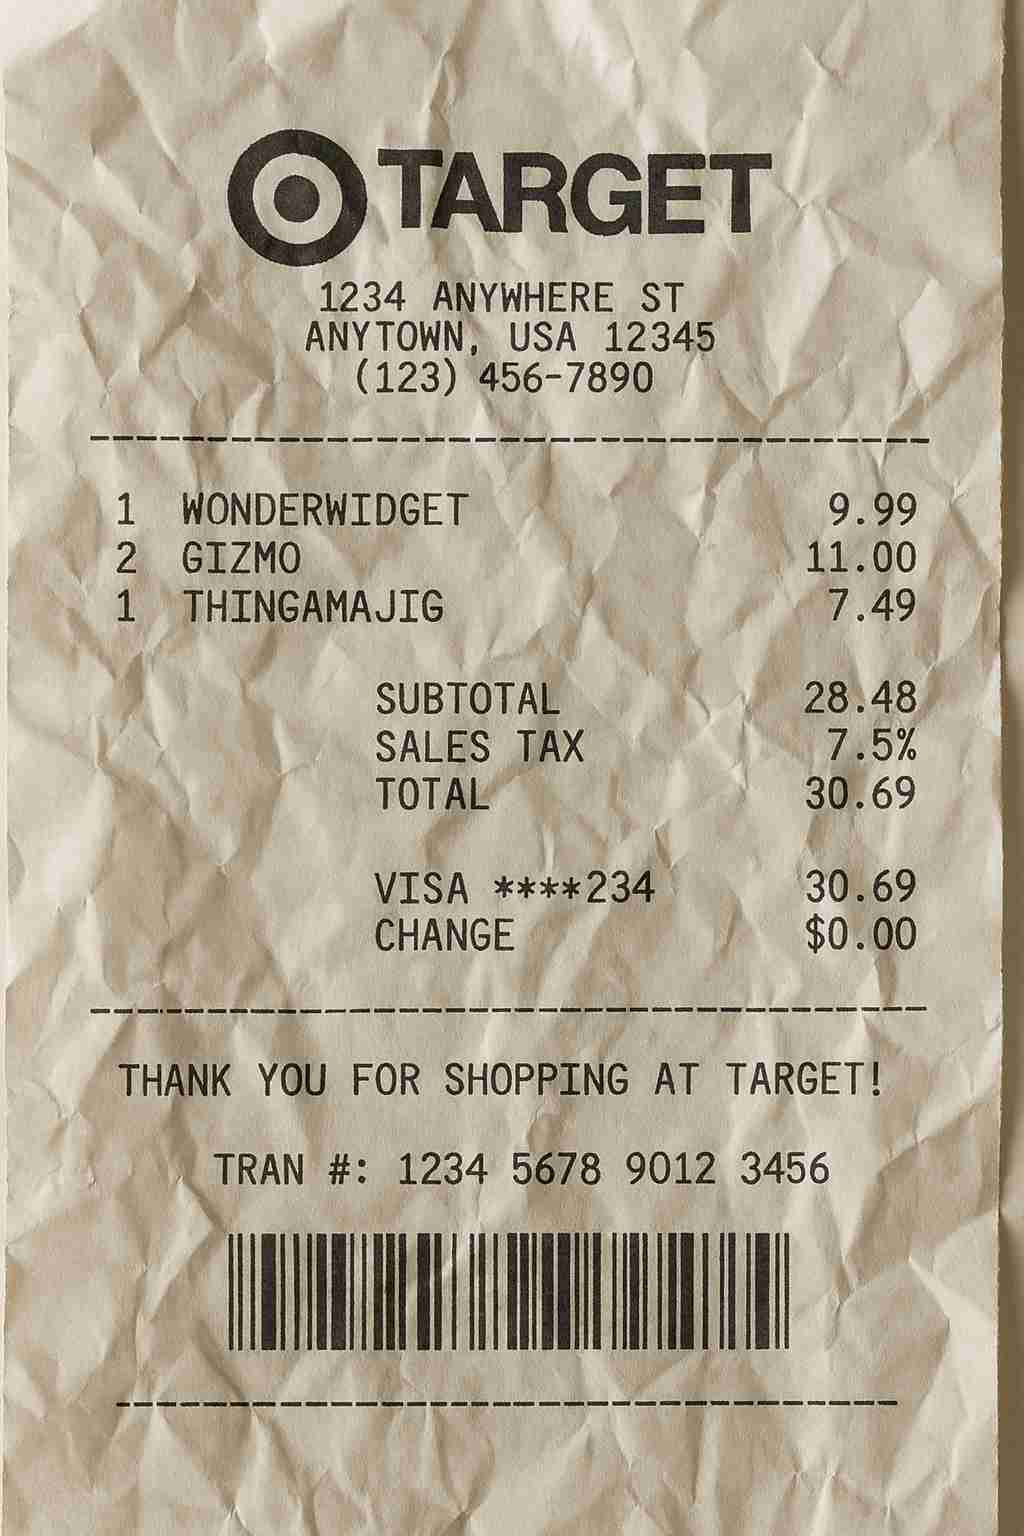 TARGET
1234 ANYWHERE ST
ANYTOWN, USA 12345
(123) 456-7890
1 WONDERWIDGET 9.99
2 GIZMO 11.00
1 THINGAMAJIG 7.49
SUBTOTAL 28.48
SALES TAX 7.5%
TOTAL 30.69
VISA ****234 30.69
CHANGE $0.00
THANK YOU FOR SHOPPING AT TARGET!
TRAN #: 1234 5678 9012 3456